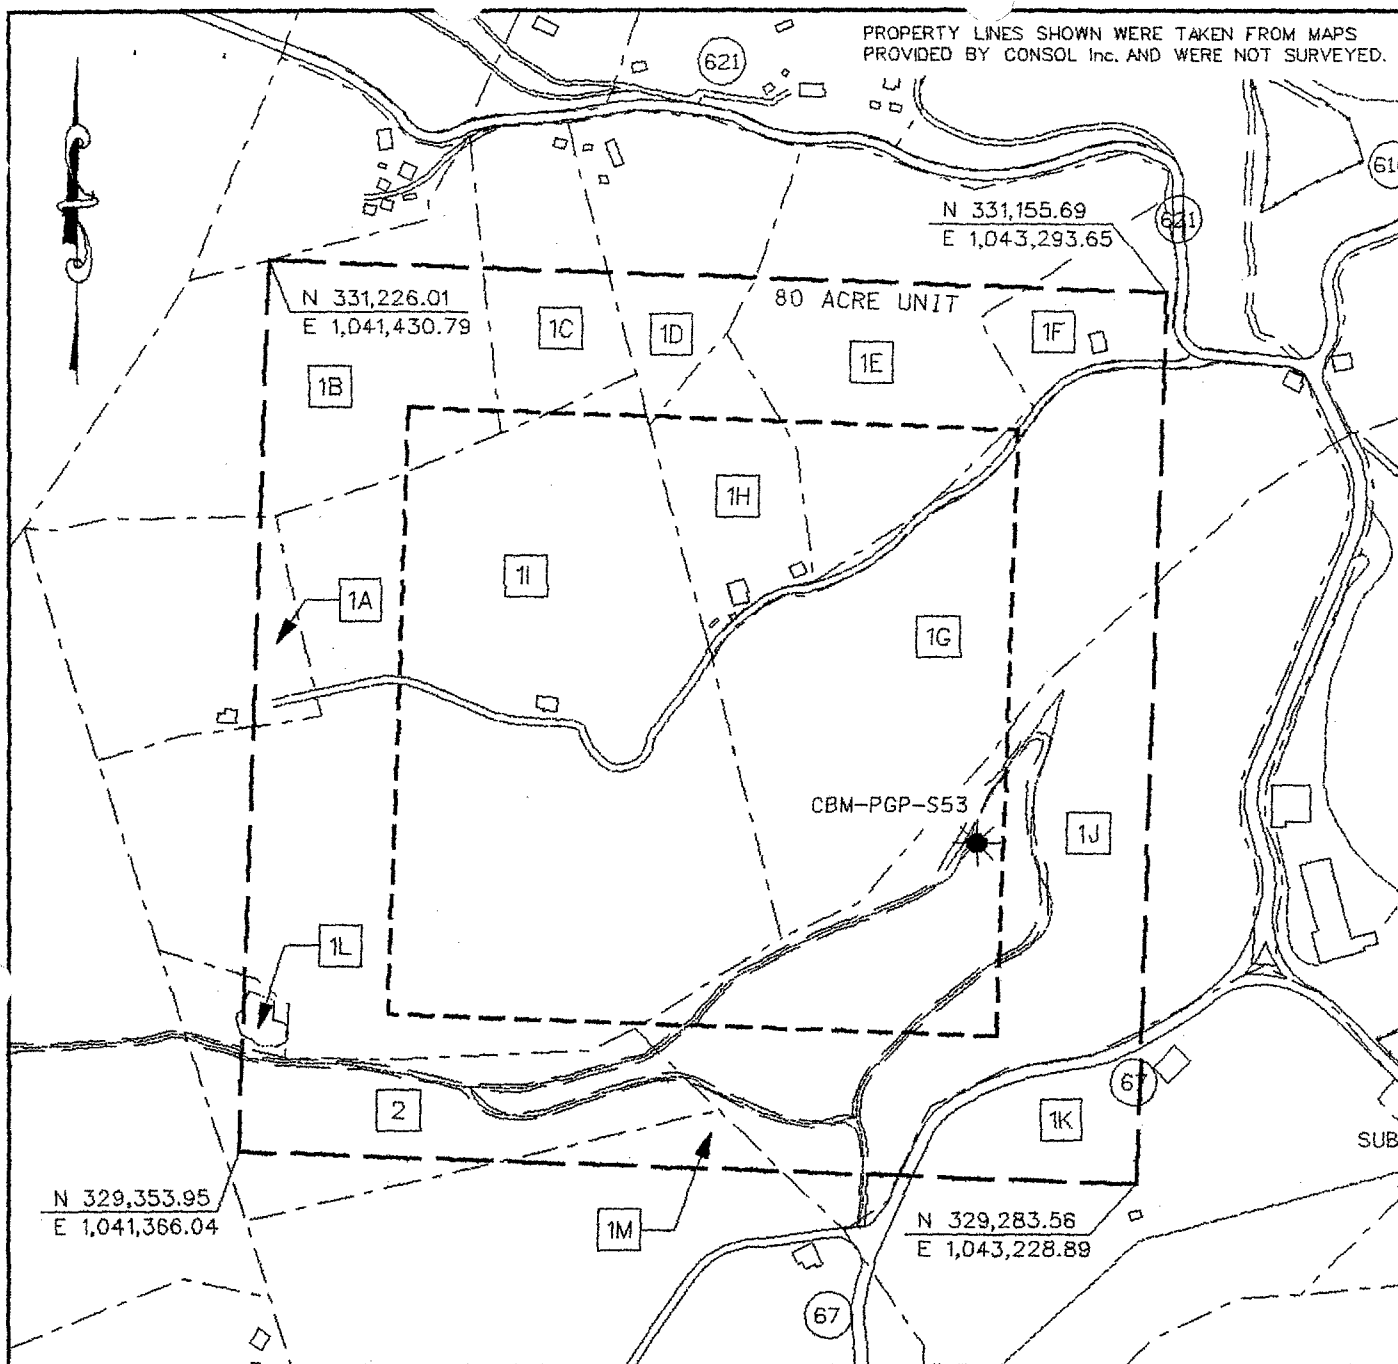 PROPERTY LINES SHOWN WERE TAKEN FROM MAPS
PROVIDED BY CONSOL Inc. AND WERE NOT SURVEYED.
621
N 331,155.69
E 1,043,293.65
621
N 331,226.01
E 1,041,430.79
80 ACRE UNIT
1C
1D
1E
1F
1B
1H
1I
1A
1G
CBM-PGP-S53
1J
1L
2
67
1K
SUB
N 329,353.95
E 1,041,366.04
1M
N 329,283.56
E 1,043,228.89
67